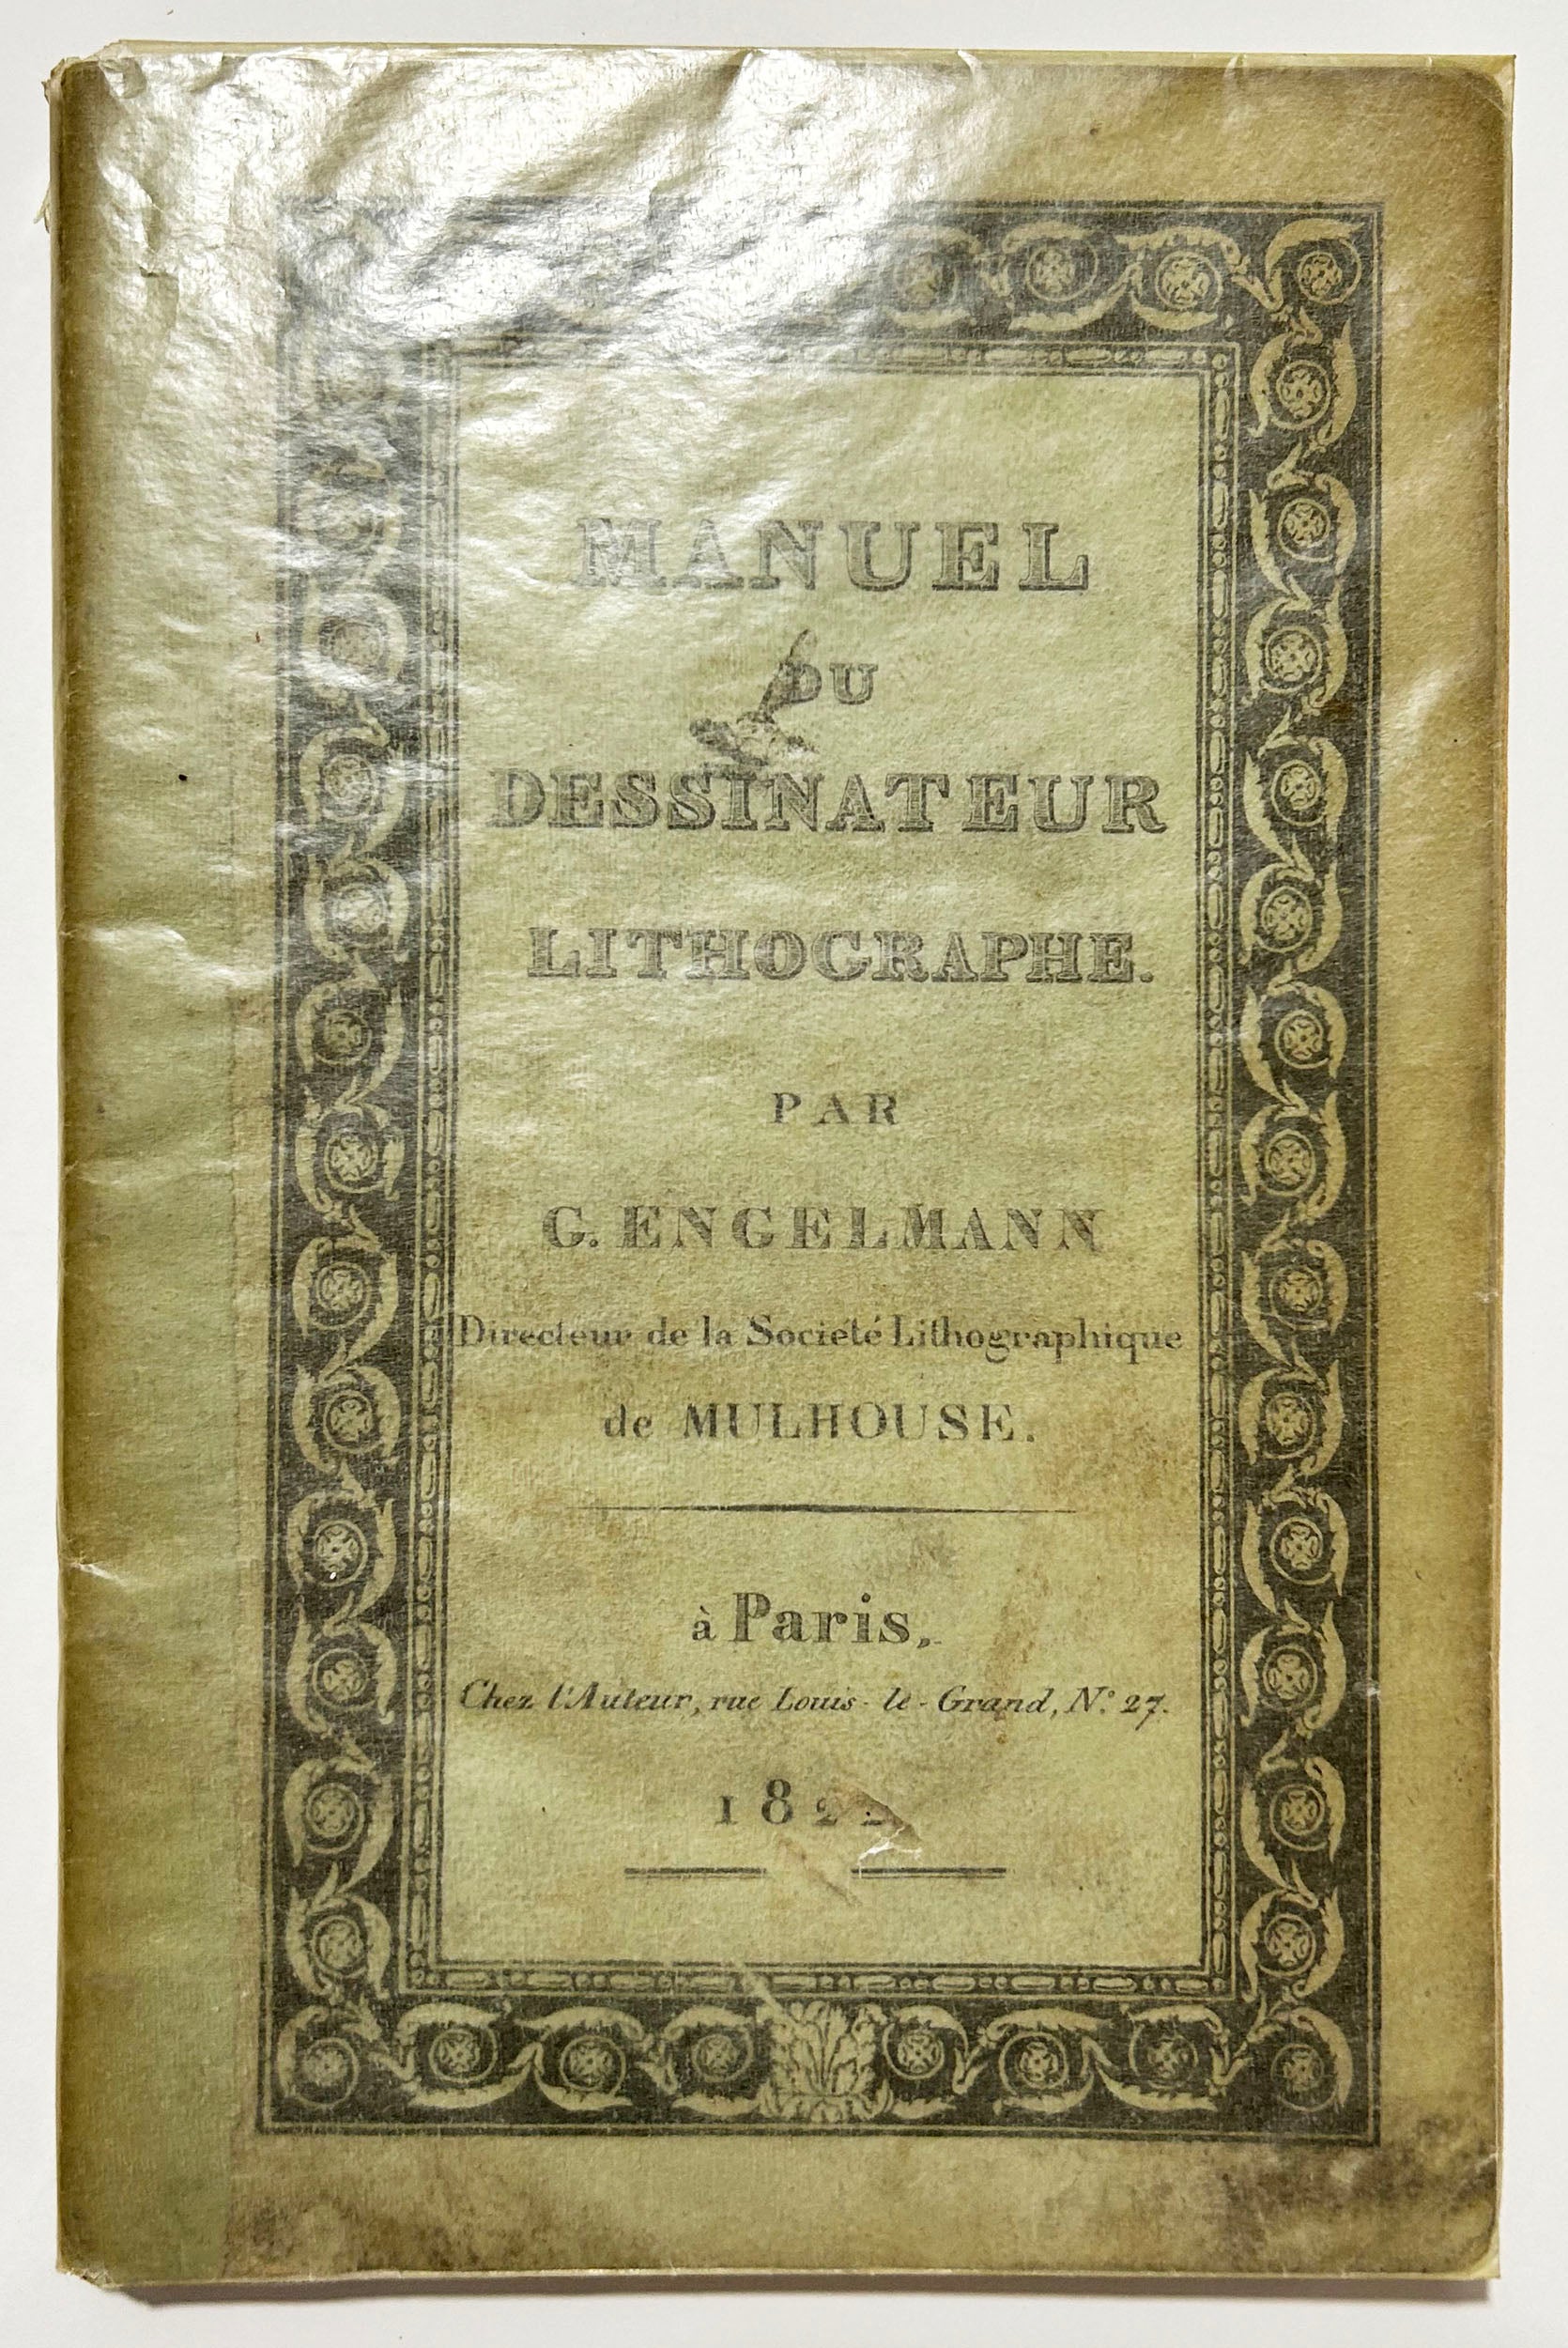 MANUEL
DU
DESSINATEUR
LITHOGRAPHE.
PAR
G. ENGELMANN
Directeur de la Société Lithographique
de MULHOUSE.
à Paris,
Chez l'Auteur, rue Louis-le-Grand, N° 27.
1822